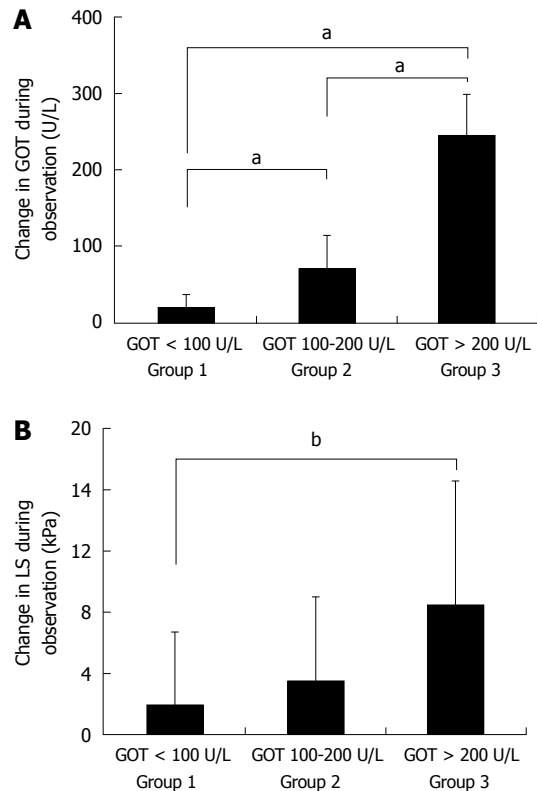 A
Change in GOT during
observation (U/L)
400
300
200
100
0
a
a
a
GOT < 100 U/L
GOT 100-200 U/L
GOT > 200 U/L
Group 1
Group 2
Group 3
B
Change in LS during
observation (kPa)
20
14
12
8
4
0
b
GOT < 100 U/L
GOT 100-200 U/L
GOT > 200 U/L
Group 1
Group 2
Group 3